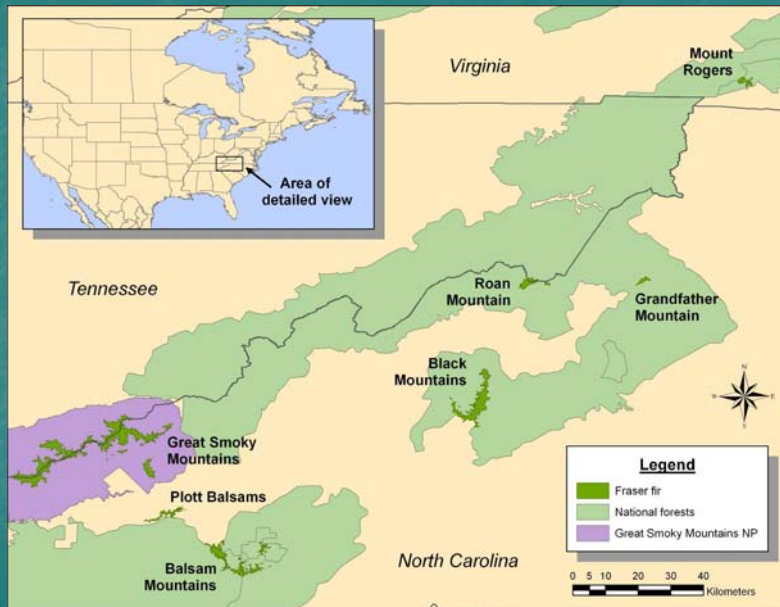 Area of
detailed view
Virginia
Mount
Rogers
Tennessee
Roan
Mountain
Grandfather
Mountain
Black
Mountains
Great Smoky
Mountains
Plott Balsams
Balsam
Mountains
North Carolina
N
W
E
S
Legend
Fraser fir
National forests
Great Smoky Mountains NP
0 5 10 20 30 40
Kilometers